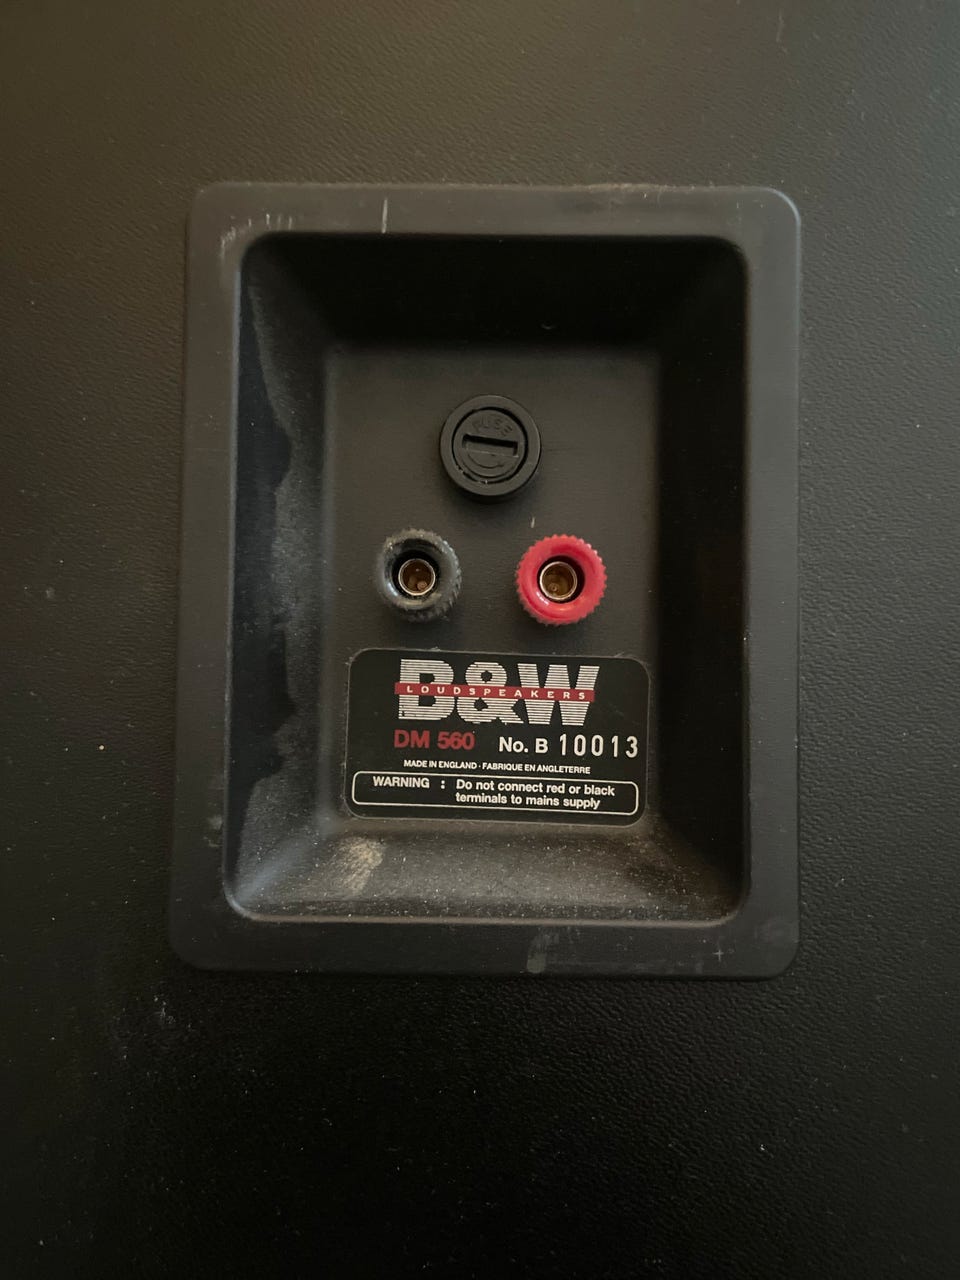 FUSE
B&W
LOUDSPEAKERS
DM 560 No. B 10013
MADE IN ENGLAND · FABRIQUE EN ANGLETERRE
WARNING : Do not connect red or black
terminals to mains supply